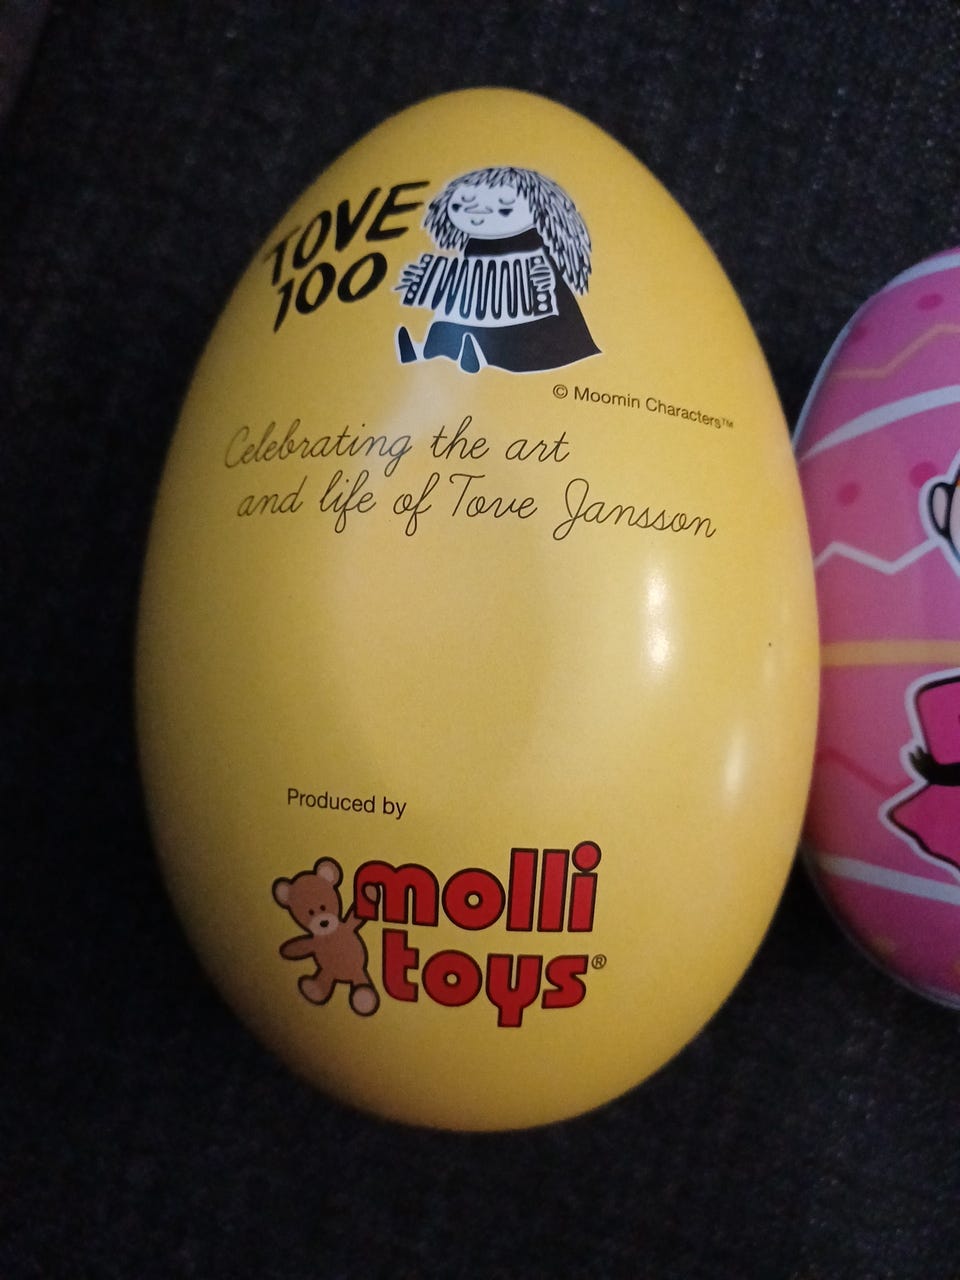 TOVE
100
© Moomin Characters™
Celebrating the art
and life of Tove Jansson
Produced by
molli
toys®